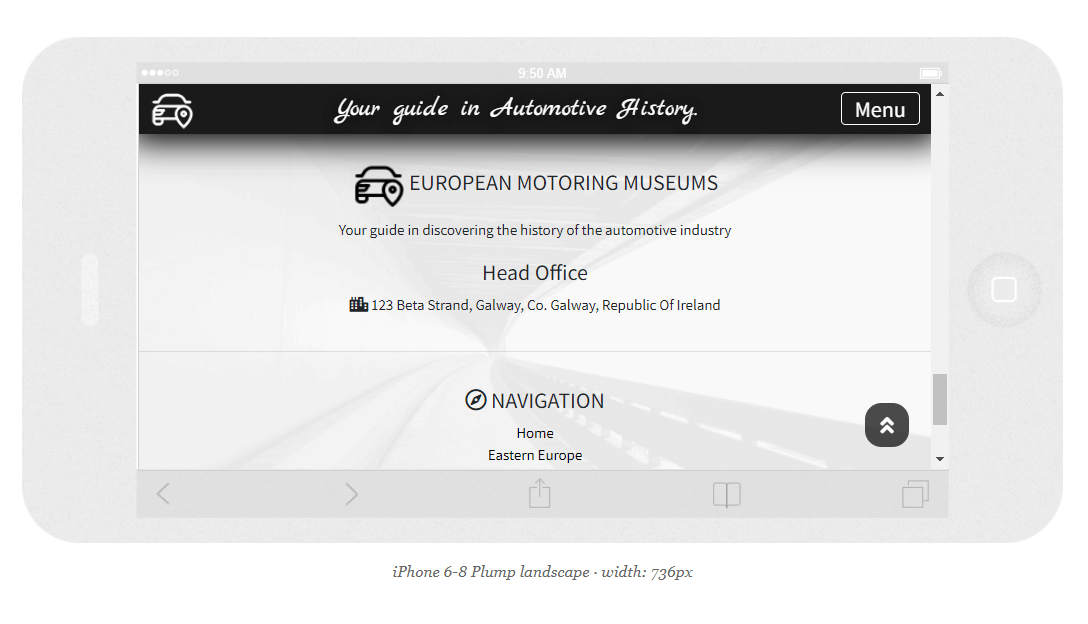 9:50 AM
Your guide in Automotive History.
Menu
EUROPEAN MOTORING MUSEUMS
Your guide in discovering the history of the automotive industry
Head Office
123 Beta Strand, Galway, Co. Galway, Republic Of Ireland
NAVIGATION
Home
Eastern Europe
iPhone 6-8 Plump landscape · width: 736px